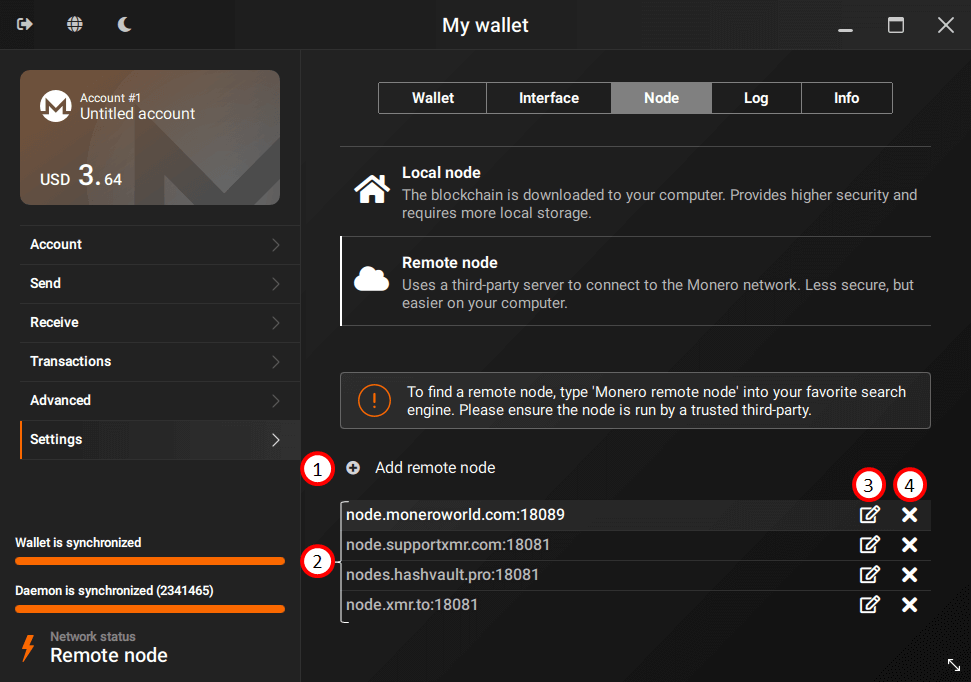 My wallet
Account #1
Untitled account
USD 3.64
Account
Send
Receive
Transactions
Advanced
Settings
Wallet is synchronized
Daemon is synchronized (2341465)
Network status
Remote node
Wallet Interface Node Log Info
Local node
The blockchain is downloaded to your computer. Provides higher security and
requires more local storage.
Remote node
Uses a third-party server to connect to the Monero network. Less secure, but
easier on your computer.
To find a remote node, type 'Monero remote node' into your favorite search
engine. Please ensure the node is run by a trusted third-party.
1 Add remote node
3 4
node.moneroworld.com:18089
node.supportxmr.com:18081
2
nodes.hashvault.pro:18081
node.xmr.to:18081